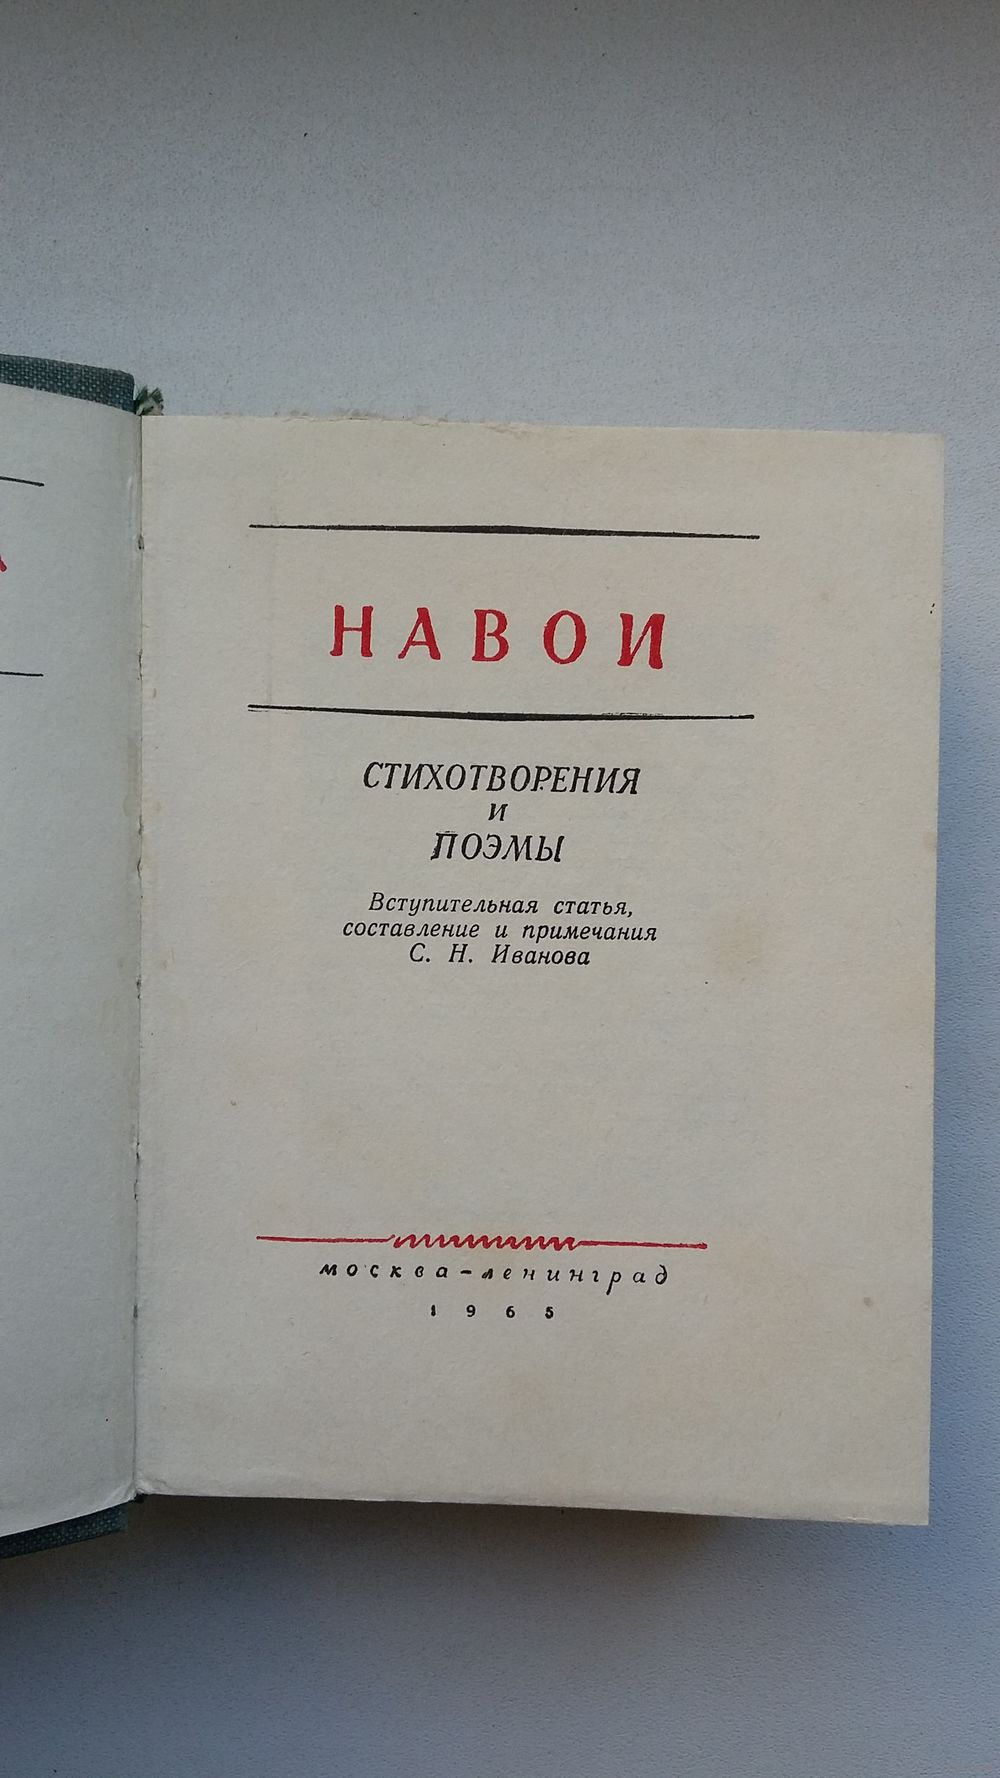 НАВОИ
СТИХОТВОРЕНИЯ
И
ПОЭМЫ
Вступительная статья,
составление и примечания
С. Н. Иванова
москва-ленинград
1965